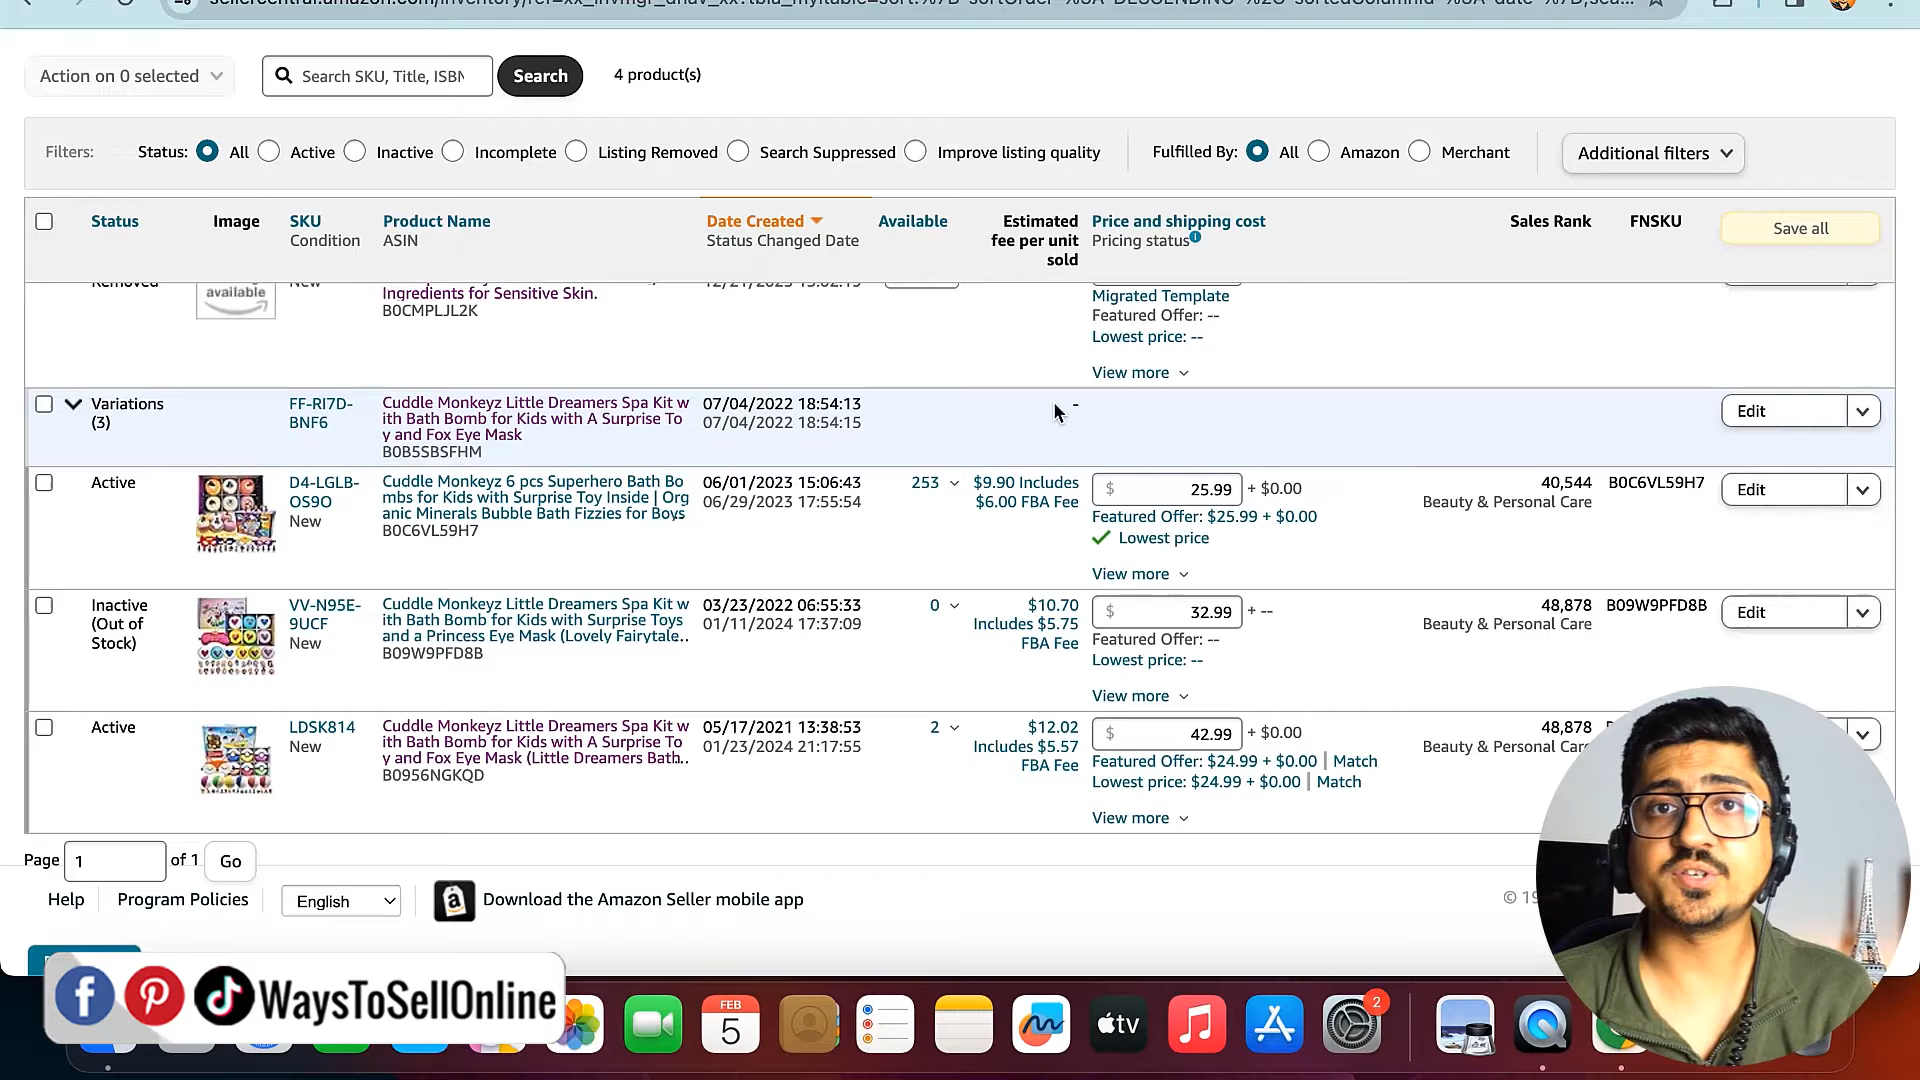 Action on 0 selected
Search SKU, Title, ISBN
Search
4 product(s)
Filters: Status: All Active Inactive Incomplete Listing Removed Search Suppressed Improve listing quality Fulfilled By: All Amazon Merchant Additional filters
Status Image SKU Condition Product Name ASIN Date Created Status Changed Date Available Estimated fee per unit sold Price and shipping cost Pricing status Sales Rank FNSKU Save all
available
Ingredients for Sensitive Skin.
B0CMPLJL2K
Migrated Template
Featured Offer: --
Lowest price: --
View more
Variations (3)
FF-RI7D-
BNF6
Cuddle Monkeyz Little Dreamers Spa Kit w
ith Bath Bomb for Kids with A Surprise To
y and Fox Eye Mask
B0B5SBSFHM
07/04/2022 18:54:13
07/04/2022 18:54:15
-
Edit
Active
D4-LGLB-
OS9O
New
Cuddle Monkeyz 6 pcs Superhero Bath Bo
mbs for Kids with Surprise Toy Inside | Org
anic Minerals Bubble Bath Fizzies for Boys
B0C6VL59H7
06/01/2023 15:06:43
06/29/2023 17:55:54
253
$9.90 Includes
$6.00 FBA Fee
$ 25.99 + $0.00
Featured Offer: $25.99 + $0.00
Lowest price
View more
40,544
Beauty & Personal Care
B0C6VL59H7
Edit
Inactive
(Out of
Stock)
VV-N95E-
9UCF
New
Cuddle Monkeyz Little Dreamers Spa Kit w
ith Bath Bomb for Kids with Surprise Toys
and a Princess Eye Mask (Lovely Fairytale..
B09W9PFD8B
03/23/2022 06:55:33
01/11/2024 17:37:09
0
$10.70
Includes $5.75
FBA Fee
$ 32.99 + --
Featured Offer: --
Lowest price: --
View more
48,878
Beauty & Personal Care
B09W9PFD8B
Edit
Active
LDSK814
New
Cuddle Monkeyz Little Dreamers Spa Kit w
ith Bath Bomb for Kids with A Surprise To
y and Fox Eye Mask (Little Dreamers Bath..
B0956NGKQD
05/17/2021 13:38:53
01/23/2024 21:17:55
2
$12.02
Includes $5.57
FBA Fee
$ 42.99 + $0.00
Featured Offer: $24.99 + $0.00 | Match
Lowest price: $24.99 + $0.00 | Match
View more
48,878
Beauty & Personal Care
Page 1 of 1 Go
Help Program Policies English Download the Amazon Seller mobile app
WaysToSellOnline
FEB
5
tv
2